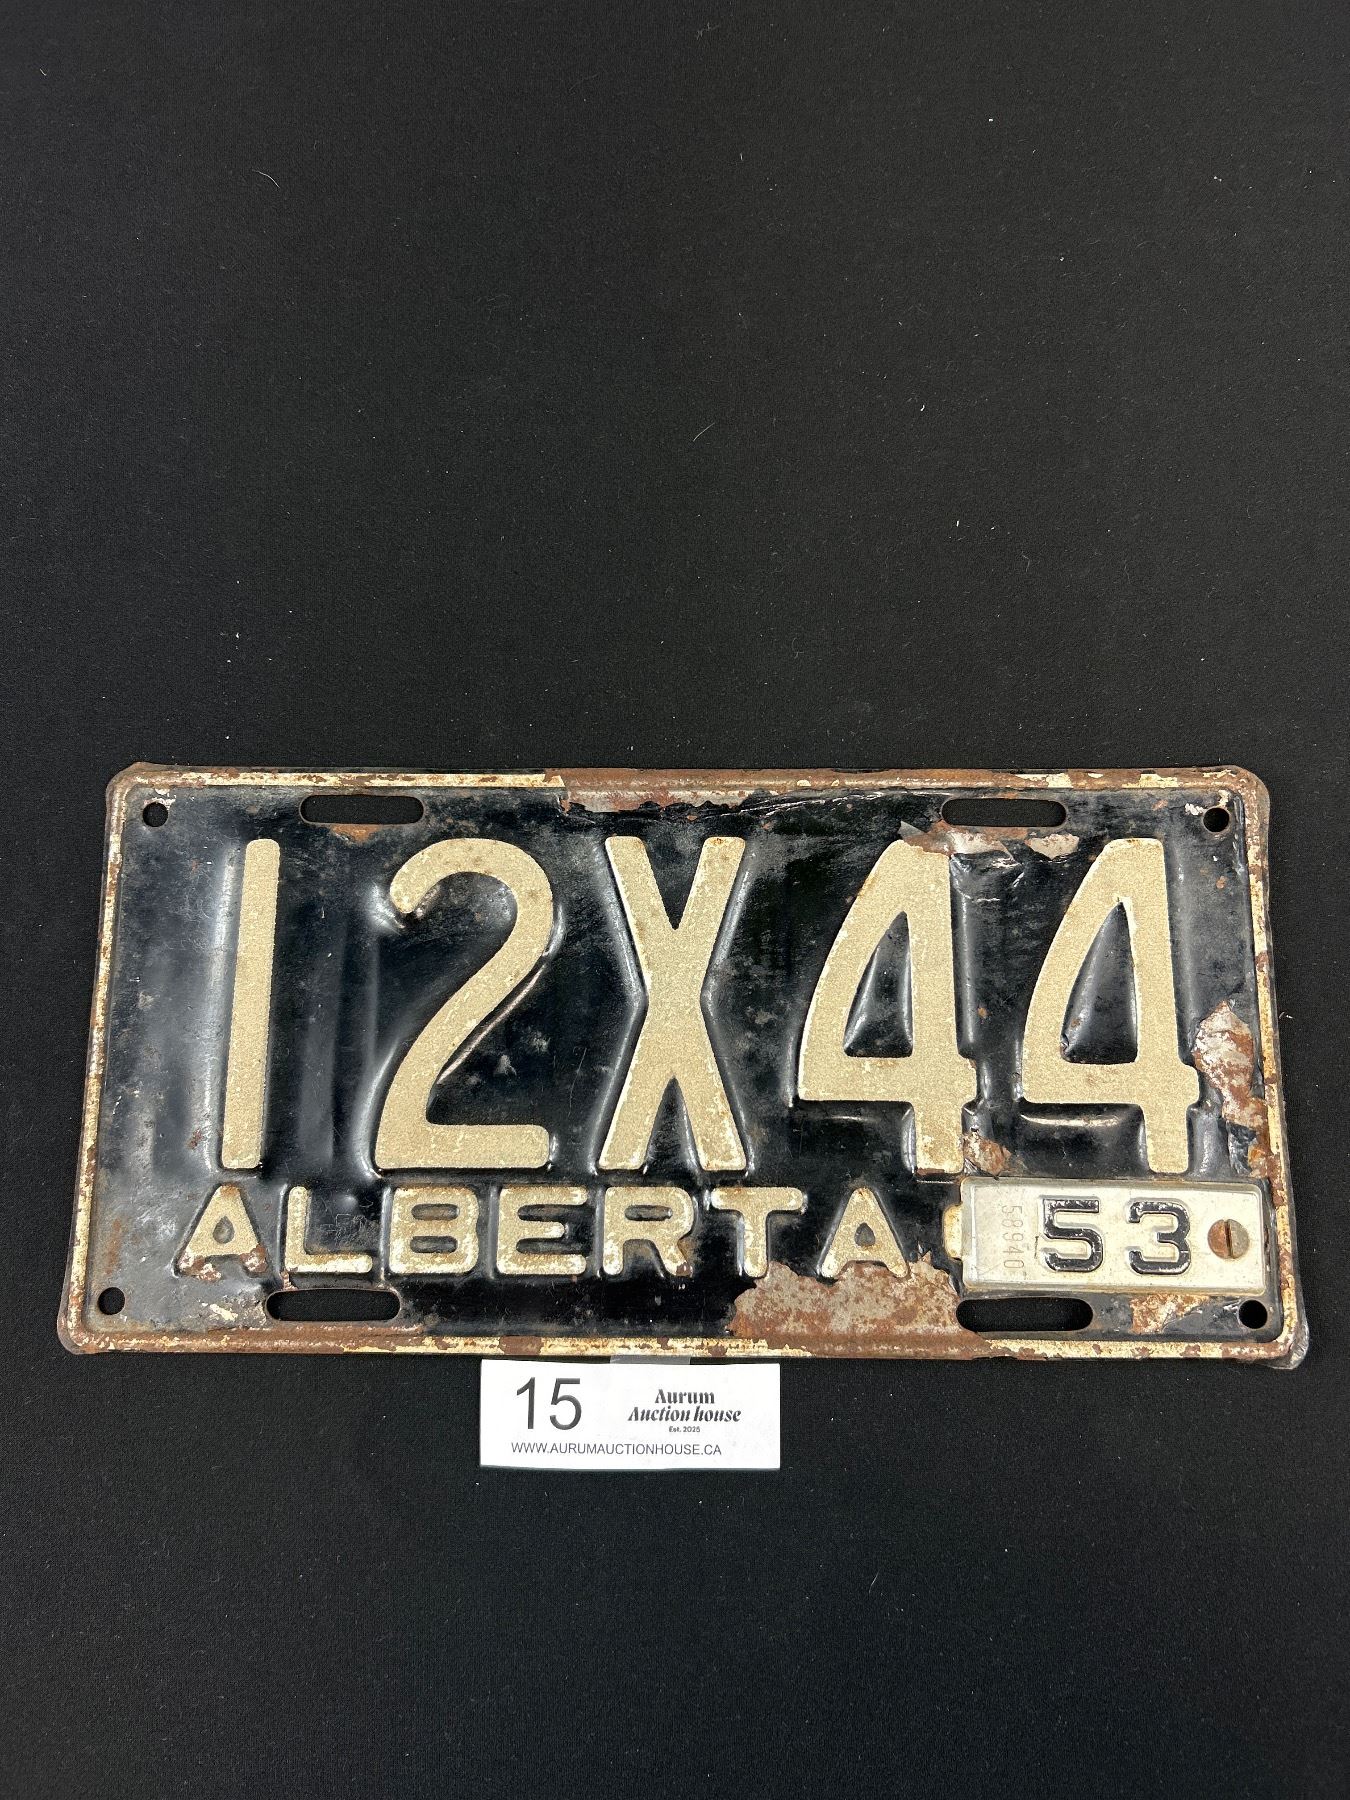 12X44
ALBERTA
58940
53
15
Aurum
Auction house
Est. 2025
WWW.AURUMAUCTIONHOUSE.CA